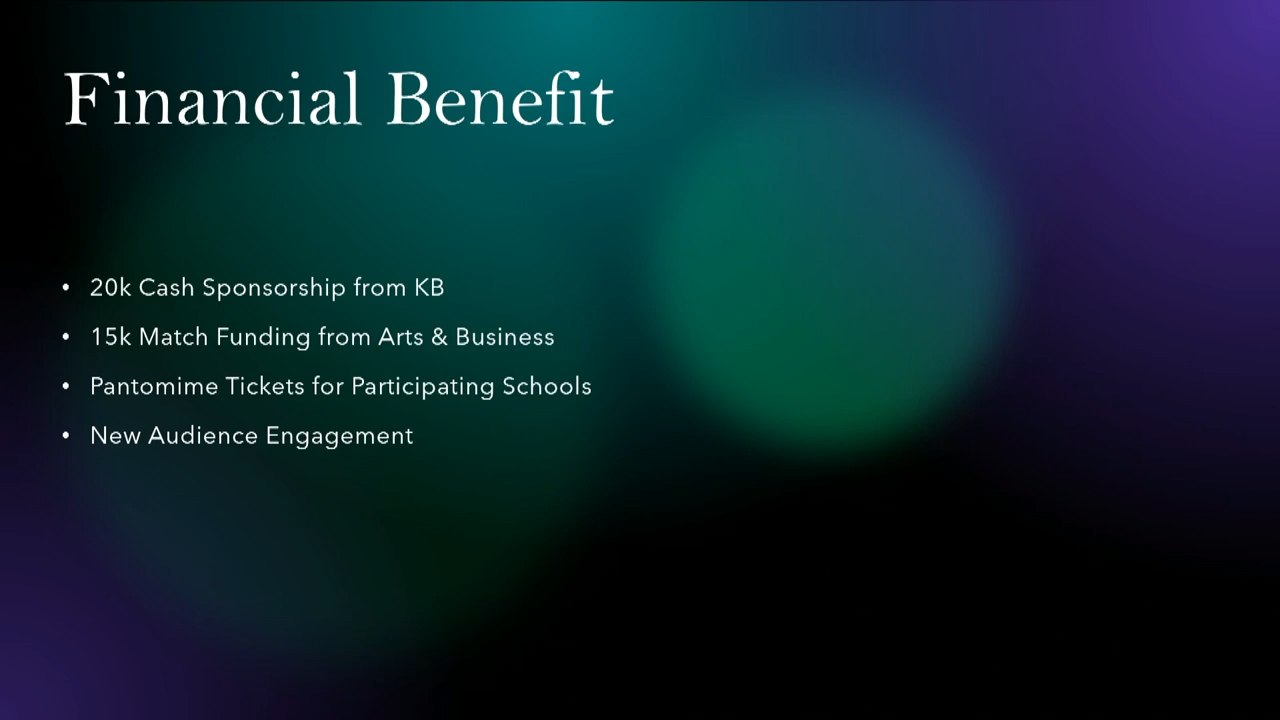 Financial Benefit
• 20k Cash Sponsorship from KB
• 15k Match Funding from Arts & Business
• Pantomime Tickets for Participating Schools
• New Audience Engagement